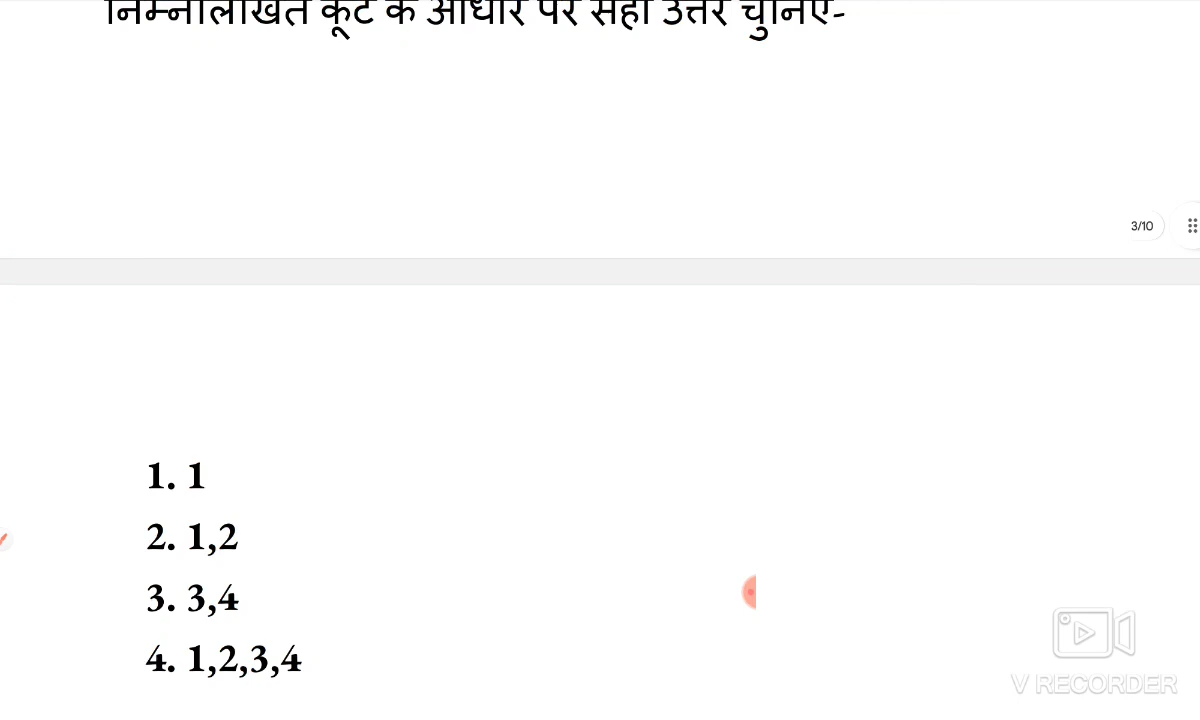 निम्नलिखित कूट के आधार पर सही उत्तर चुनिए-
3/10
1. 1
2. 1,2
3. 3,4
4. 1,2,3,4
V RECORDER